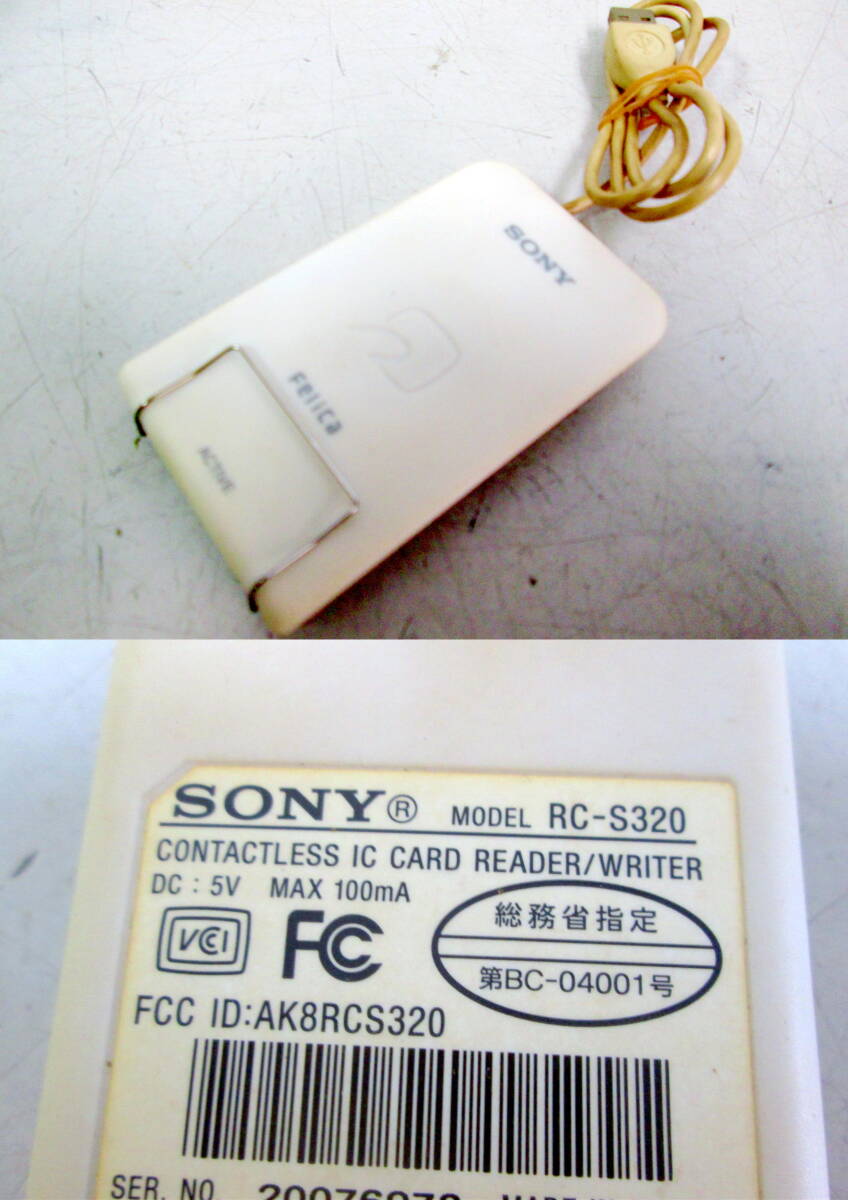 SONY
FeliCa
ACTIVE
SONY® MODEL RC-S320
CONTACTLESS IC CARD READER/WRITER
DC : 5V MAX 100mA
VCI FC
総務省指定
第BC-04001号
FCC ID:AK8RCS320
SER. NO.